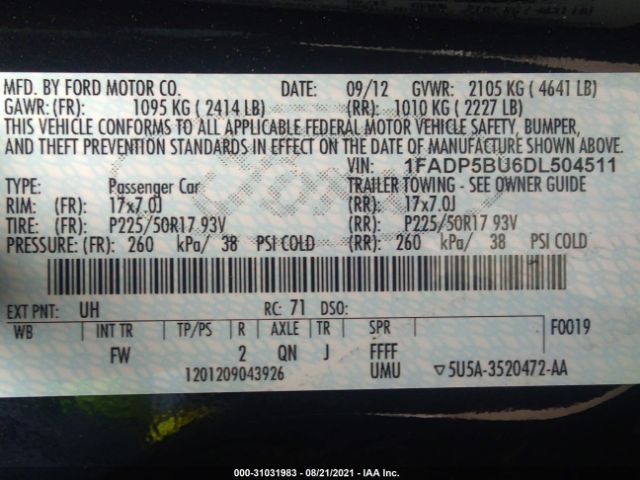 MFD. BY FORD MOTOR CO. DATE: 09/12 GVWR: 2105 KG ( 4641 LB)
GAWR: (FR): 1095 KG ( 2414 LB) (RR): 1010 KG ( 2227 LB)
THIS VEHICLE CONFORMS TO ALL APPLICABLE FEDERAL MOTOR VEHICLE SAFETY, BUMPER,
AND THEFT PREVENTION STANDARDS IN EFFECT ON THE DATE OF MANUFACTURE SHOWN ABOVE.
VIN: 1FADP5BU6DL504511
TYPE: Passenger Car TRAILER TOWING - SEE OWNER GUIDE
RIM: (FR): 17x7.0J (RR): 17x7.0J
TIRE: (FR): P225/50R17 93V (RR): P225/50R17 93V
PRESSURE: (FR): 260 kPa/ 38 PSI COLD (RR): 260 kPa/ 38 PSI COLD
EXT PNT: UH RC: 71 DSO:
WB INT TR TP/PS R AXLE TR SPR F0019
FW 2 QN J FFFF
1201209043926 UMU ▽5U5A-3520472-AA
000-31031983 - 08/21/2021 - IAA Inc.